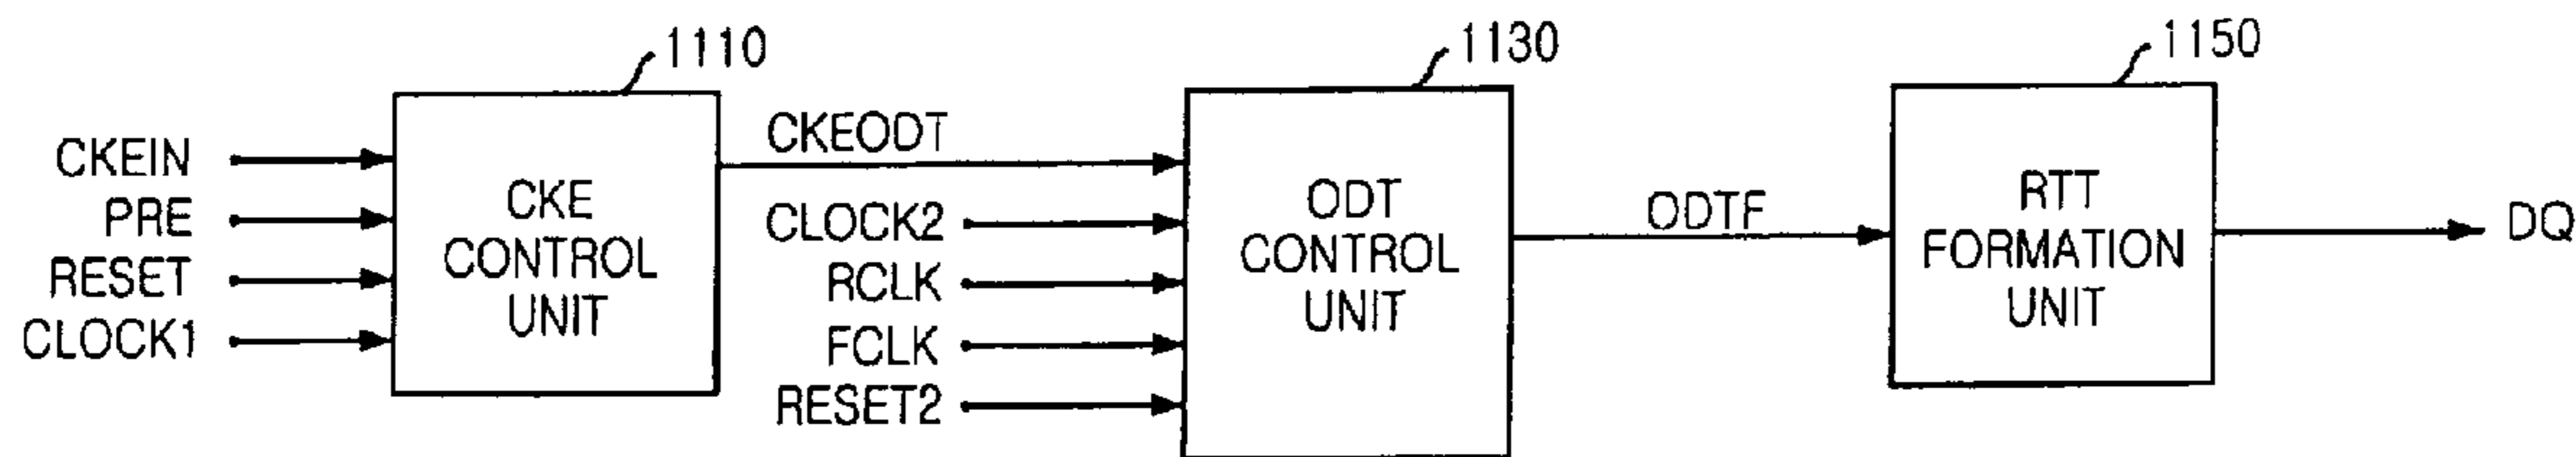 1110
1130
1150
CKEIN
PRE
RESET
CLOCK1
CKE
CONTROL
UNIT
CKEODT
CLOCK2
RCLK
FCLK
RESET2
ODT
CONTROL
UNIT
ODTF
RTT
FORMATION
UNIT
DQ